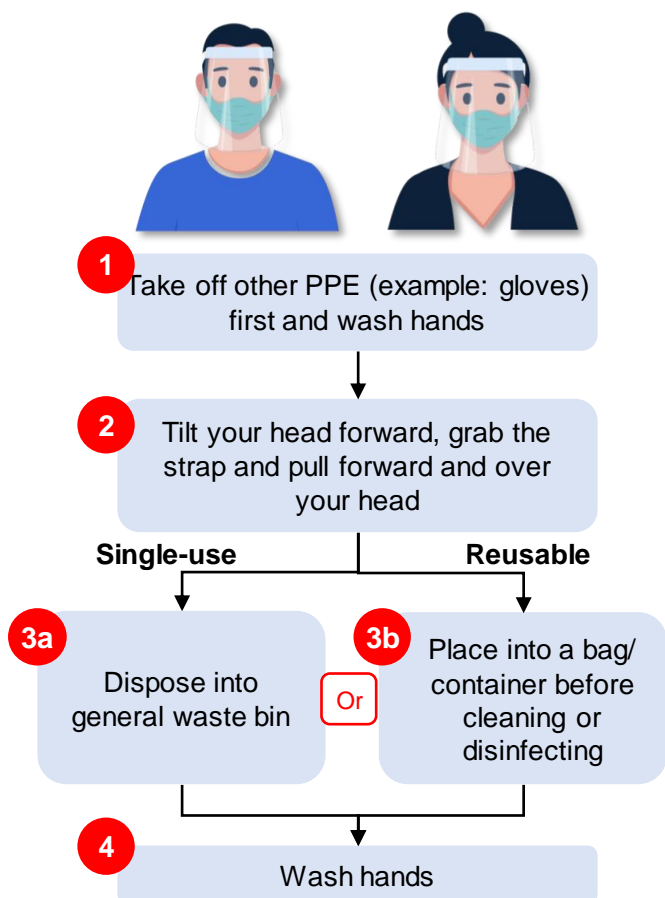 1
Take off other PPE (example: gloves)
first and wash hands
2
Tilt your head forward, grab the
strap and pull forward and over
your head
Single-use
Reusable
3a
Dispose into
general waste bin
Or
3b
Place into a bag/
container before
cleaning or
disinfecting
4
Wash hands